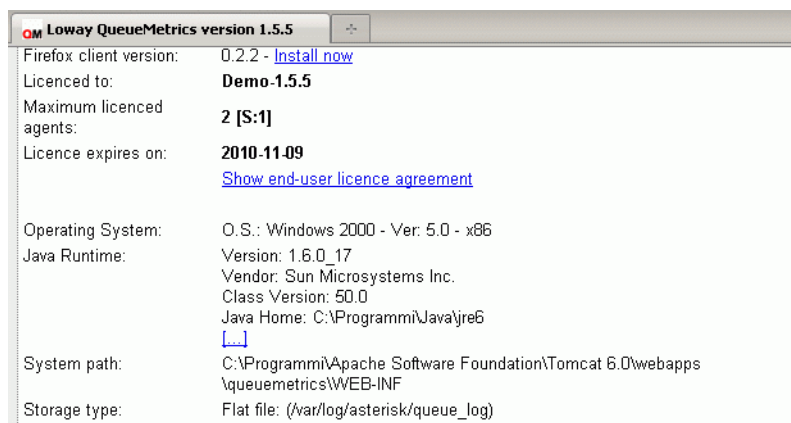 QM Loway QueueMetrics version 1.5.5
Firefox client version: 0.2.2 - Install now
Licenced to: Demo-1.5.5
Maximum licenced agents: 2 [S:1]
Licence expires on: 2010-11-09
Show end-user licence agreement
Operating System: O.S.: Windows 2000 - Ver: 5.0 - x86
Java Runtime: Version: 1.6.0_17
Vendor: Sun Microsystems Inc.
Class Version: 50.0
Java Home: C:\Programmi\Java\jre6
[...]
System path: C:\Programmi\Apache Software Foundation\Tomcat 6.0\webapps
\queuemetrics\WEB-INF
Storage type: Flat file: (/var/log/asterisk/queue_log)